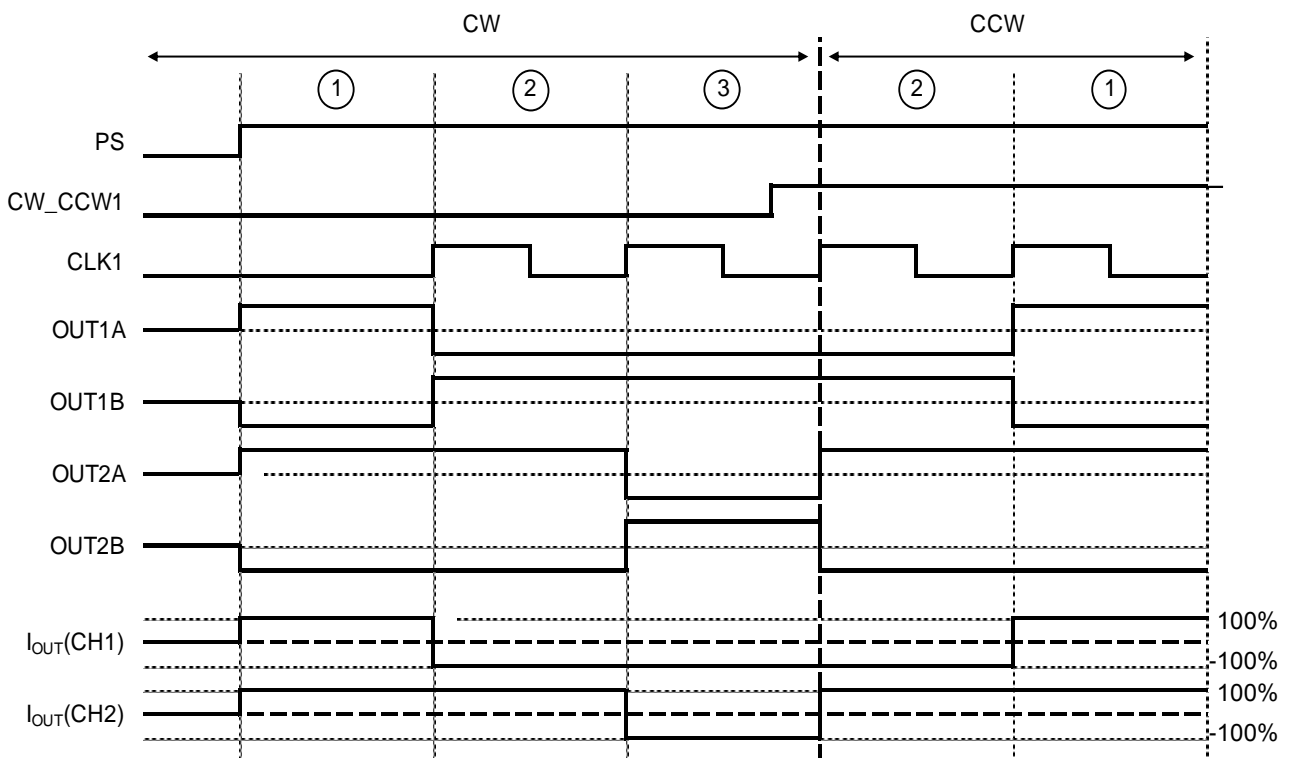 CW CCW
1 2 3 2 1
PS
CW_CCW1
CLK1
OUT1A
OUT1B
OUT2A
OUT2B
100%
IOUT(CH1)
-100%
100%
IOUT(CH2)
-100%